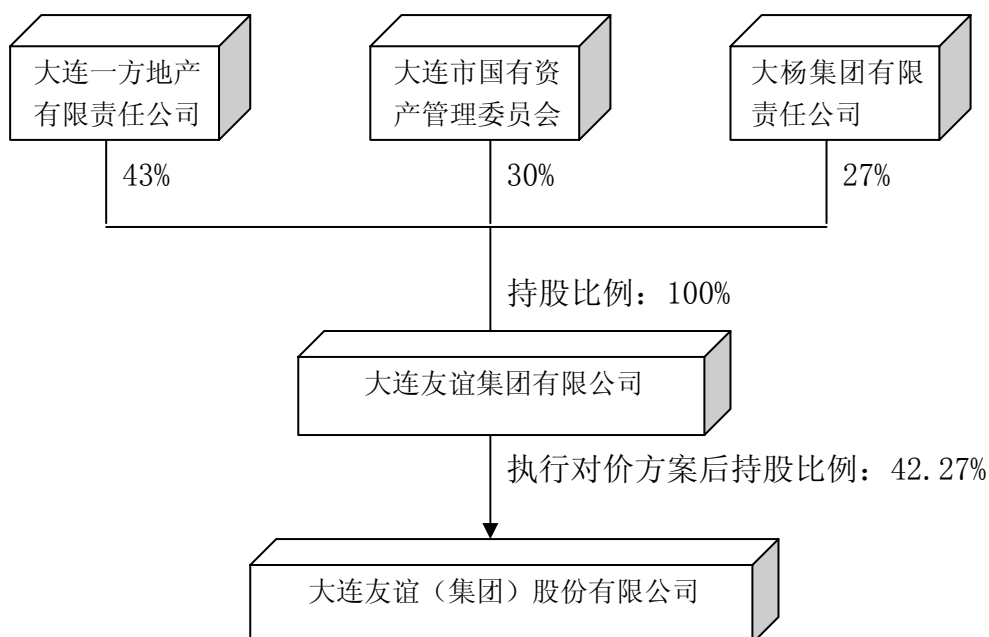 大连一方地产
有限责任公司
大连市国有资
产管理委员会
大杨集团有限
责任公司
43%
30%
27%
持股比例：100%
大连友谊集团有限公司
执行对价方案后持股比例：42.27%
大连友谊（集团）股份有限公司